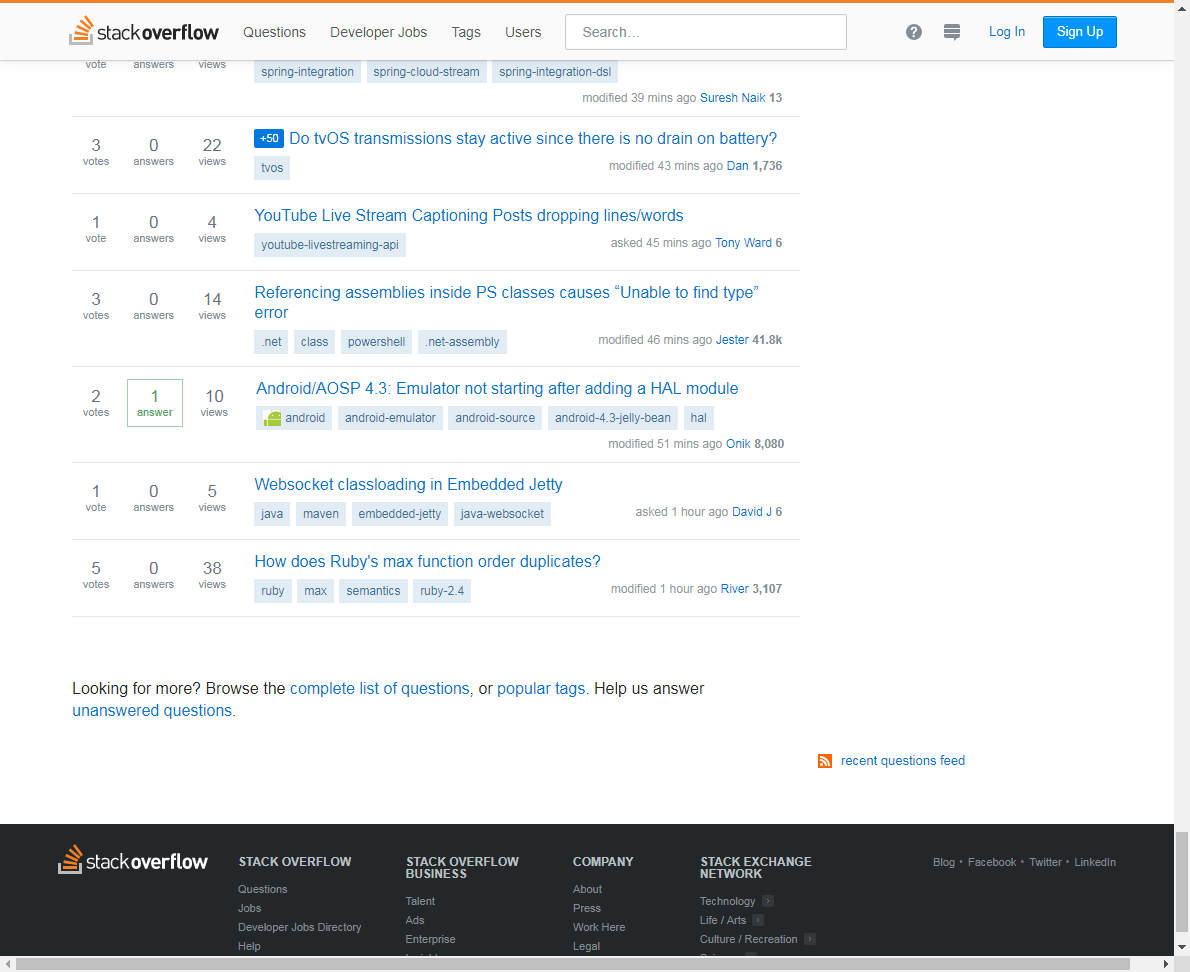 stackoverflow Questions Developer Jobs Tags Users Search... ? Log In Sign Up
vote answers views
spring-integration spring-cloud-stream spring-integration-dsl
modified 39 mins ago Suresh Naik 13
3 votes 0 answers 22 views
+50 Do tvOS transmissions stay active since there is no drain on battery?
tvos
modified 43 mins ago Dan 1,736
1 vote 0 answers 4 views
YouTube Live Stream Captioning Posts dropping lines/words
youtube-livestreaming-api
asked 45 mins ago Tony Ward 6
3 votes 0 answers 14 views
Referencing assemblies inside PS classes causes “Unable to find type”
error
.net class powershell .net-assembly
modified 46 mins ago Jester 41.8k
2 votes 1 answer 10 views
Android/AOSP 4.3: Emulator not starting after adding a HAL module
android android-emulator android-source android-4.3-jelly-bean hal
modified 51 mins ago Onik 8,080
1 vote 0 answers 5 views
Websocket classloading in Embedded Jetty
java maven embedded-jetty java-websocket
asked 1 hour ago David J 6
5 votes 0 answers 38 views
How does Ruby's max function order duplicates?
ruby max semantics ruby-2.4
modified 1 hour ago River 3,107
Looking for more? Browse the complete list of questions, or popular tags. Help us answer
unanswered questions.
recent questions feed
stackoverflow
STACK OVERFLOW
Questions
Jobs
Developer Jobs Directory
Help
STACK OVERFLOW
BUSINESS
Talent
Ads
Enterprise
COMPANY
About
Press
Work Here
Legal
STACK EXCHANGE
NETWORK
Technology
Life / Arts
Culture / Recreation
Blog • Facebook • Twitter • LinkedIn